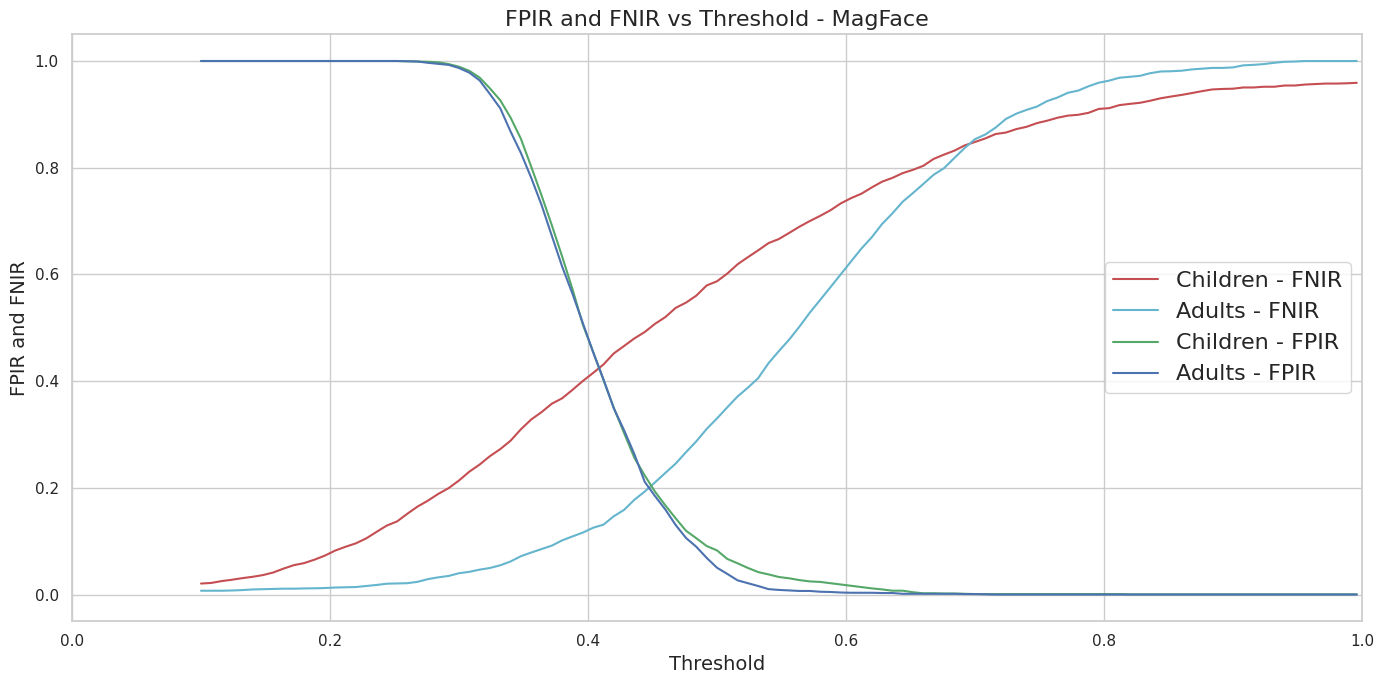 FPIR and FNIR vs Threshold - MagFace
FPIR and FNIR
1.0
0.8
0.6
0.4
0.2
0.0
Children - FNIR
Adults - FNIR
Children - FPIR
Adults - FPIR
0.0 0.2 0.4 0.6 0.8 1.0
Threshold